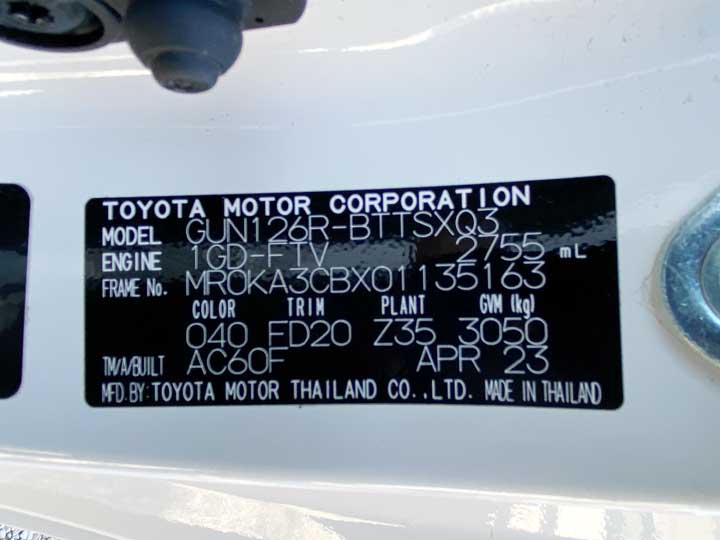 TOYOTA MOTOR CORPORATION
MODEL GUN126R-BTTSXQ3
ENGINE 1GD-FTV 2755 mL
FRAME No. MR0KA3CBX01135163
COLOR TRIM PLANT GVM (kg)
040 FD20 Z35 3050
TM/A/BUILT AC60F APR 23
MFD. BY: TOYOTA MOTOR THAILAND CO.,LTD. MADE IN THAILAND